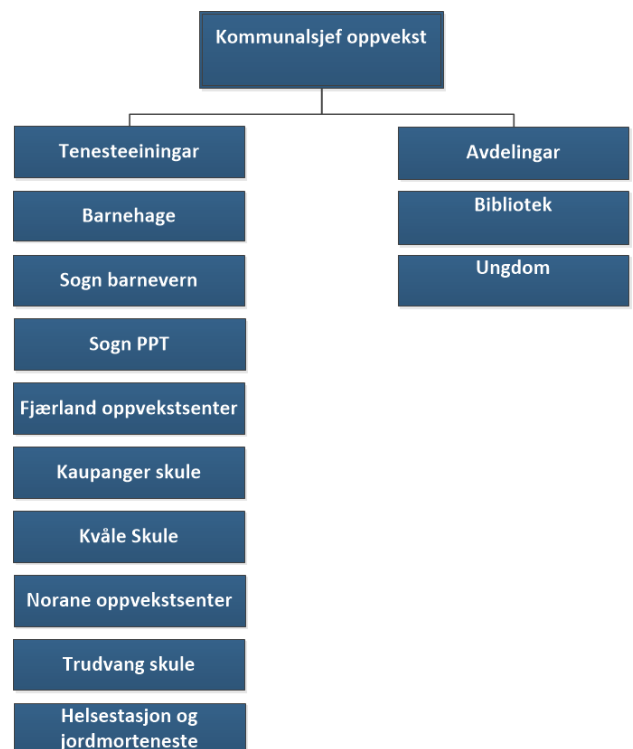 Kommunalsjef oppvekst
Tenesteeiningar
Barnehage
Sogn barnevern
Sogn PPT
Fjærland oppvekstsenter
Kaupanger skule
Kvåle Skule
Norane oppvekstsenter
Trudvang skule
Helsestasjon og
jordmorteneste
Avdelingar
Bibliotek
Ungdom